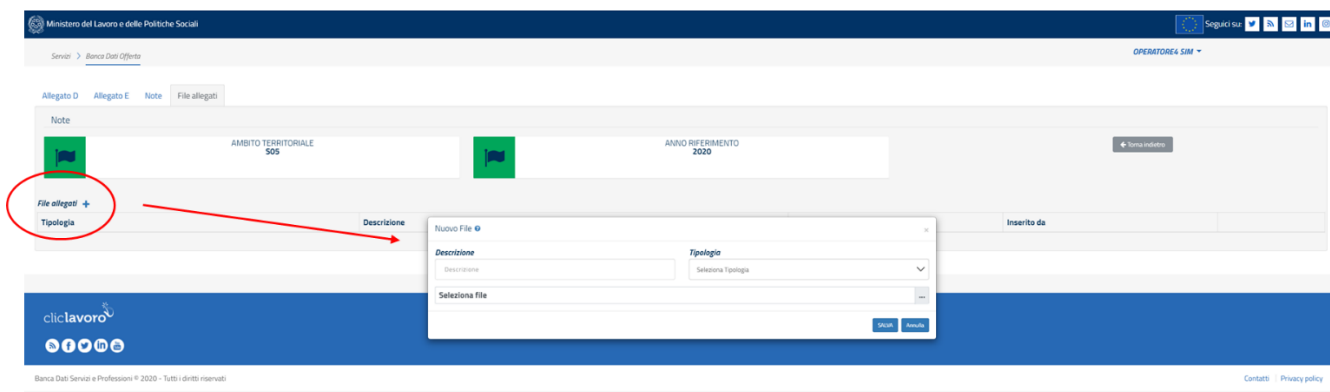 Ministero del Lavoro e delle Politiche Sociali
Seguici su:
Servizi > Banca Dati Offerta
OPERATORE4 SIM
Allegato D Allegato E Note File allegati
Note
AMBITO TERRITORIALE
S05
ANNO RIFERIMENTO
2020
Torna indietro
File allegati +
Tipologia Descrizione Inserito da
Nuovo File
Descrizione Tipologia
Descrizione Seleziona Tipologia
Seleziona file ...
SALVA Annulla
cliclavoro
Banca Dati Servizi e Professioni © 2020 - Tutti i diritti riservati
Contatti | Privacy policy